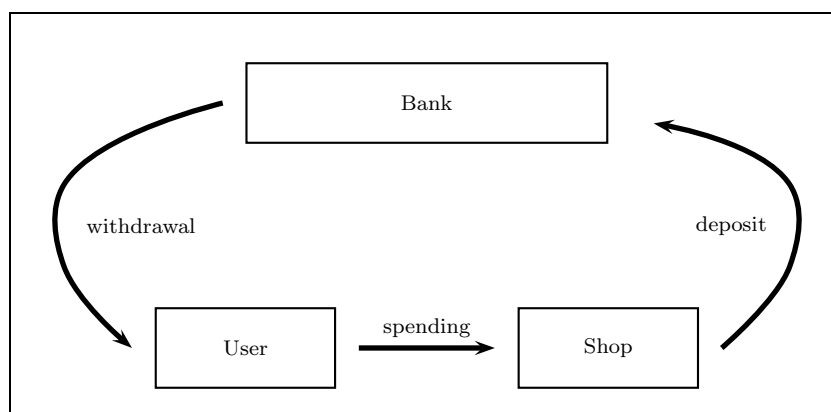 Bank
withdrawal
deposit
User
spending
Shop